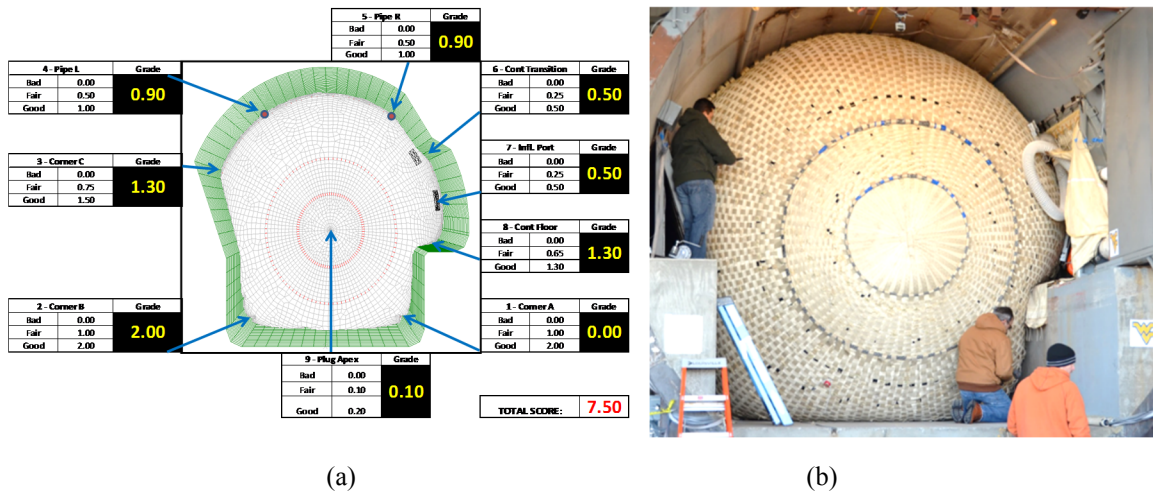 5 - Pipe R Grade
Bad 0.00 0.90
Fair 0.50
Good 1.00
4 - Pipe L Grade
Bad 0.00 0.90
Fair 0.50
Good 1.00
6 - Cont Transition Grade
Bad 0.00 0.50
Fair 0.25
Good 0.50
3 - Corner C Grade
Bad 0.00 1.30
Fair 0.75
Good 1.50
7 - Infl. Port Grade
Bad 0.00 0.50
Fair 0.25
Good 0.50
8 - Cont Floor Grade
Bad 0.00 1.30
Fair 0.65
Good 1.30
2 - Corner B Grade
Bad 0.00 2.00
Fair 1.00
Good 2.00
1 - Corner A Grade
Bad 0.00 0.00
Fair 1.00
Good 2.00
9 - Plug Apex Grade
Bad 0.00 0.10
Fair 0.10
Good 0.20
TOTAL SCORE: 7.50
WV
(a) (b)